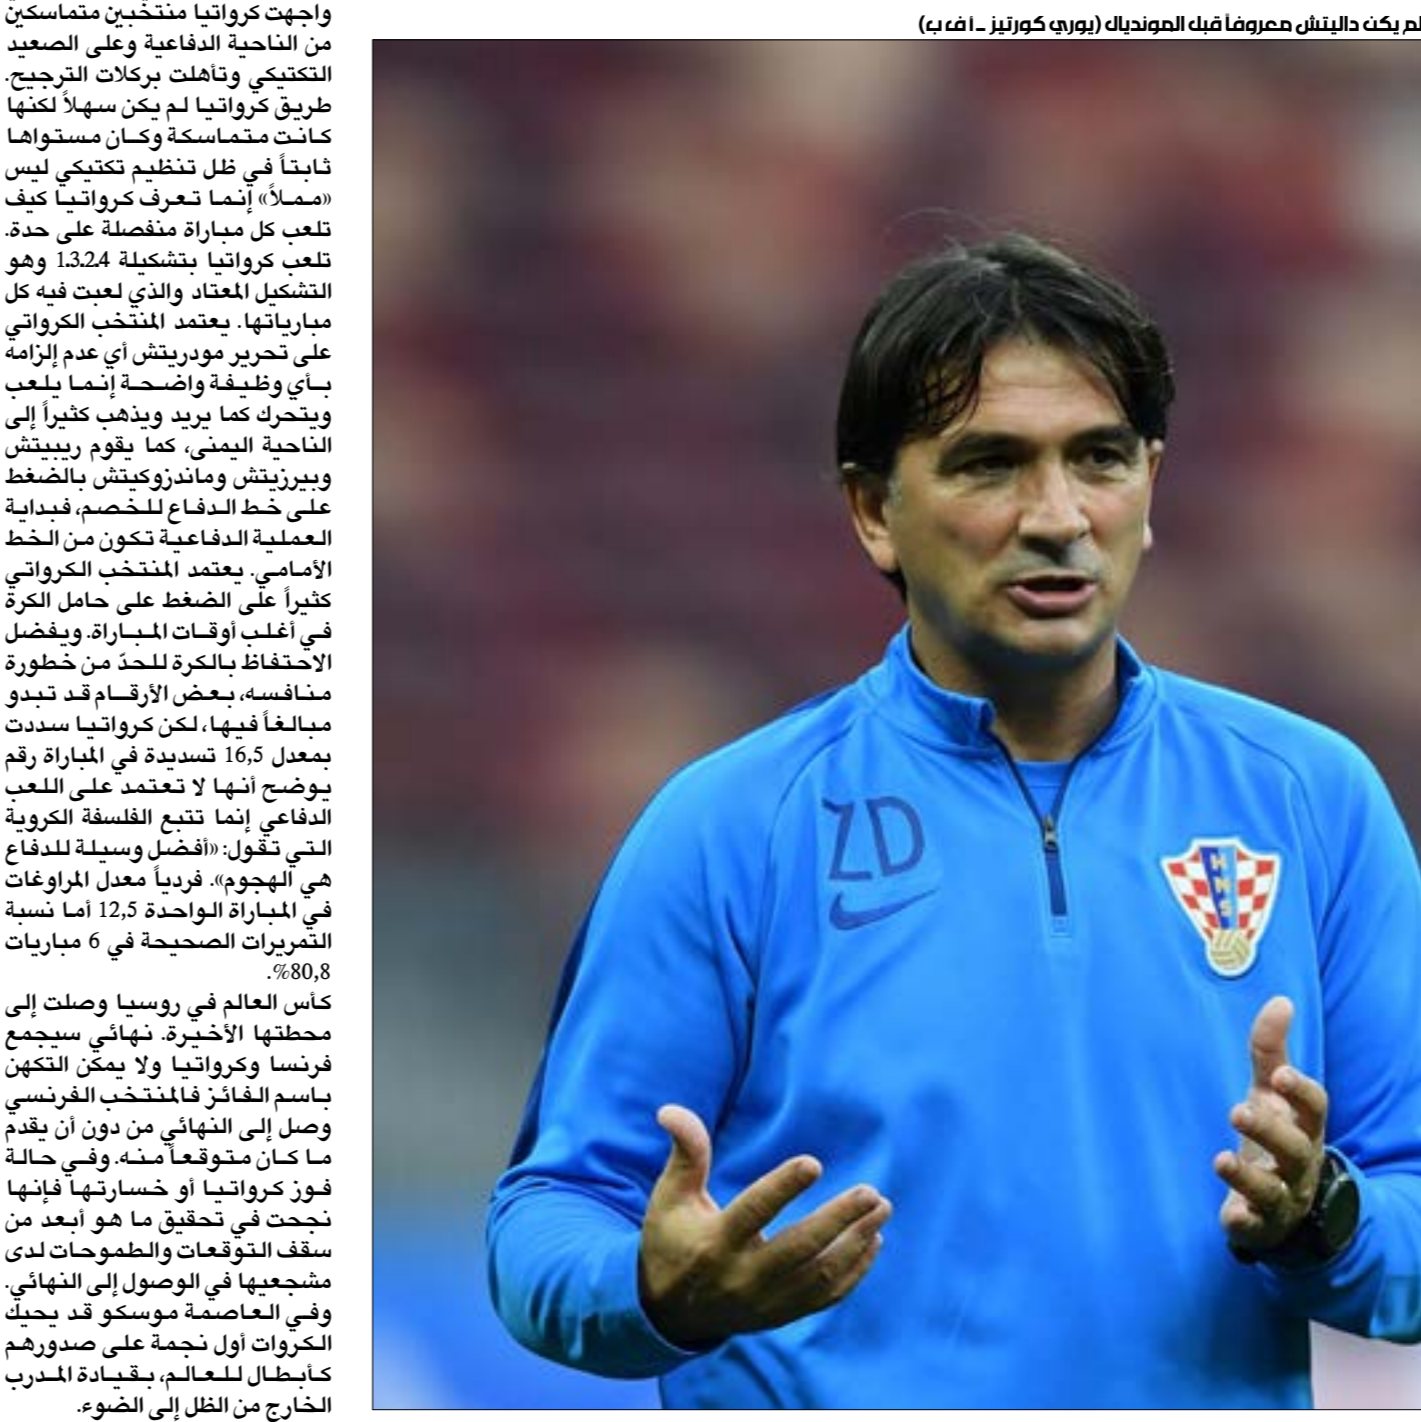 لم يكن داليتش معروفاً قبل المونديال (يوري كورتيز ـ أ ف ب)
ZD
HNS
واجهت كرواتيا منتخبين متماسكين
من الناحية الدفاعية وعلى الصعيد
التكتيكي وتأهلت بركلات الترجيح.
طريق كرواتيا لم يكن سهلاً لكنها
كانت متماسكة وكان مستواها
ثابتاً في ظل تنظيم تكتيكي ليس
«مملاً» إنما تعرف كرواتيا كيف
تلعب كل مباراة منفصلة على حدة.
تلعب كرواتيا بتشكيلة 1.3.2.4 وهو
التشكيل المعتاد والذي لعبت فيه كل
مبارياتها. يعتمد المنتخب الكرواتي
على تحرير مودريتش أي عدم إلزامه
بأي وظيفة واضحة إنما يلعب
ويتحرك كما يريد ويذهب كثيراً إلى
الناحية اليمنى، كما يقوم ريبيتش
وبيرزيتش وماندزوكيتش بالضغط
على خط الدفاع للخصم، فبداية
العملية الدفاعية تكون من الخط
الأمامي. يعتمد المنتخب الكرواتي
كثيراً على الضغط على حامل الكرة
في أغلب أوقات المباراة. ويفضل
الاحتفاظ بالكرة للحدّ من خطورة
منافسه، بعض الأرقام قد تبدو
مبالغاً فيها، لكن كرواتيا سددت
بمعدل 16,5 تسديدة في المباراة رقم
يوضح أنها لا تعتمد على اللعب
الدفاعي إنما تتبع الفلسفة الكروية
التي تقول: «أفضل وسيلة للدفاع
هي الهجوم». فردياً معدل المراوغات
في المباراة الواحدة 12,5 أما نسبة
التمريرات الصحيحة في 6 مباريات
80,8%.
كأس العالم في روسيا وصلت إلى
محطتها الأخيرة. نهائي سيجمع
فرنسا وكرواتيا ولا يمكن التكهن
باسم الفائز فالمنتخب الفرنسي
وصل إلى النهائي من دون أن يقدم
ما كان متوقعاً منه. وفي حالة
فوز كرواتيا أو خسارتها فإنها
نجحت في تحقيق ما هو أبعد من
سقف التوقعات والطموحات لدى
مشجعيها في الوصول إلى النهائي.
وفي العاصمة موسكو قد يحيك
الكروات أول نجمة على صدورهم
كأبطال للعالم، بقيادة المدرب
الخارج من الظل إلى الضوء.